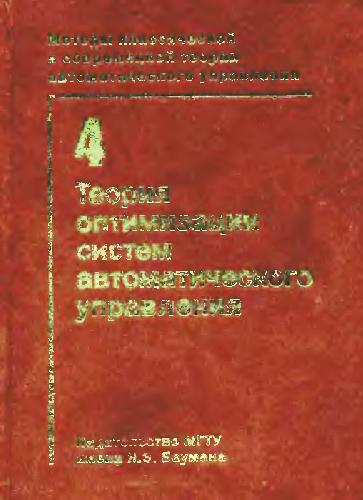 Методы классической
и современной теории
автоматического управления
4
Теория
оптимизации
систем
автоматического
управления
Издательство МГТУ
имени Н.Э. Баумана